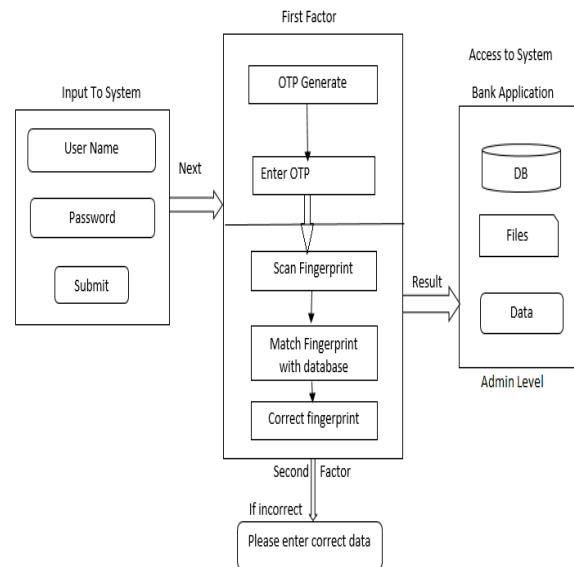 First Factor
Access to System
Input To System
Bank Application
OTP Generate
User Name
Next
Enter OTP
DB
Password
Files
Scan Fingerprint
Submit
Result
Data
Match Fingerprint
with database
Admin Level
Correct fingerprint
Second Factor
If incorrect
Please enter correct data